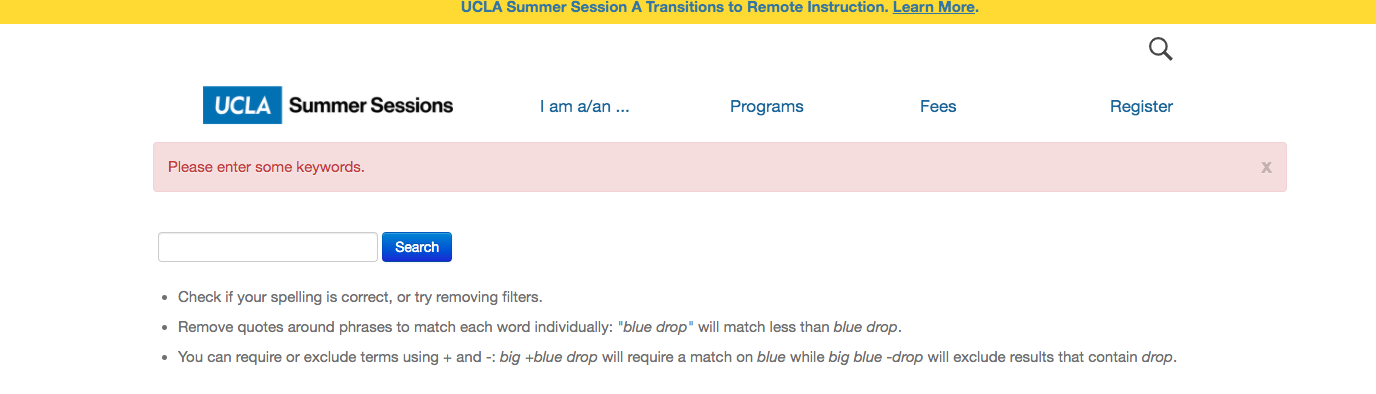 UCLA Summer Session A Transitions to Remote Instruction. Learn More.
UCLA Summer Sessions
I am a/an ...
Programs
Fees
Register
Please enter some keywords.
x
Search
Check if your spelling is correct, or try removing filters.
Remove quotes around phrases to match each word individually: "blue drop" will match less than blue drop.
You can require or exclude terms using + and -: big +blue drop will require a match on blue while big blue -drop will exclude results that contain drop.